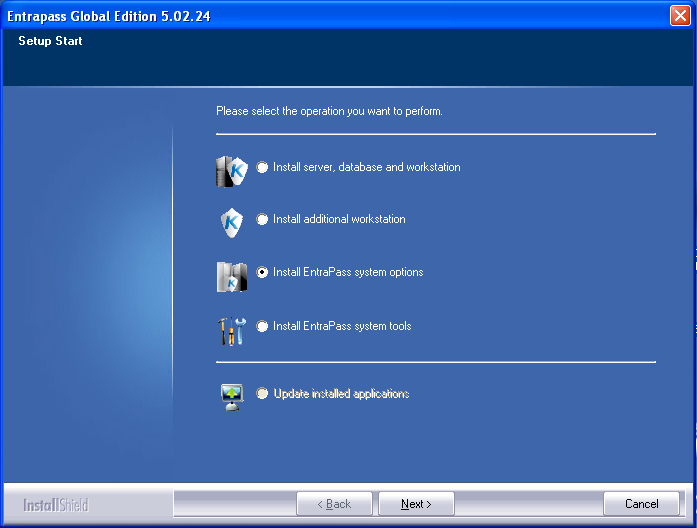 Entrapass Global Edition 5.02.24
Setup Start
Please select the operation you want to perform.
K
Install server, database and workstation
K
Install additional workstation
K
Install EntraPass system options
Install EntraPass system tools
Update installed applications
InstallShield
< Back
Next >
Cancel